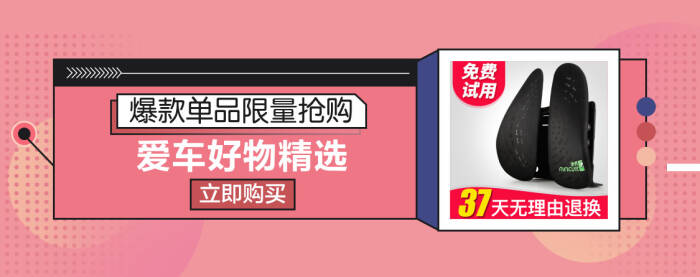 爆款单品限量抢购
爱车好物精选
立即购买
免费
试用
37天无理由退换